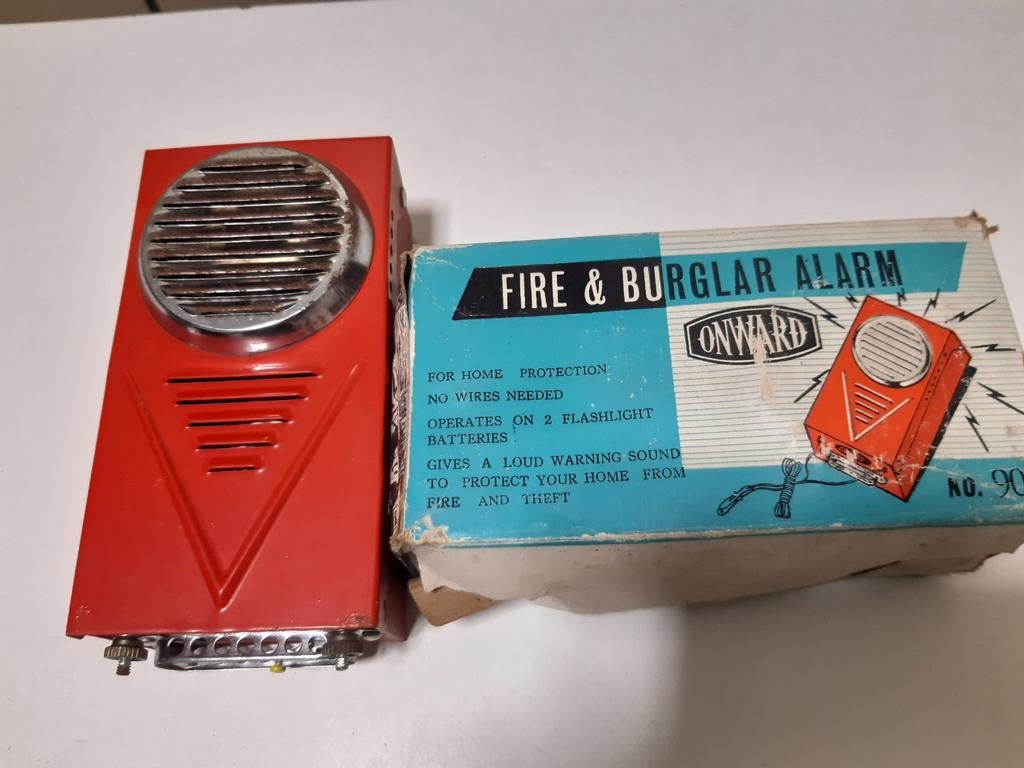 FIRE & BURGLAR ALARM
ONWARD
FOR HOME PROTECTION
NO WIRES NEEDED
OPERATES ON 2 FLASHLIGHT
BATTERIES
GIVES A LOUD WARNING SOUND
TO PROTECT YOUR HOME FROM
FIRE AND THEFT
NO. 90